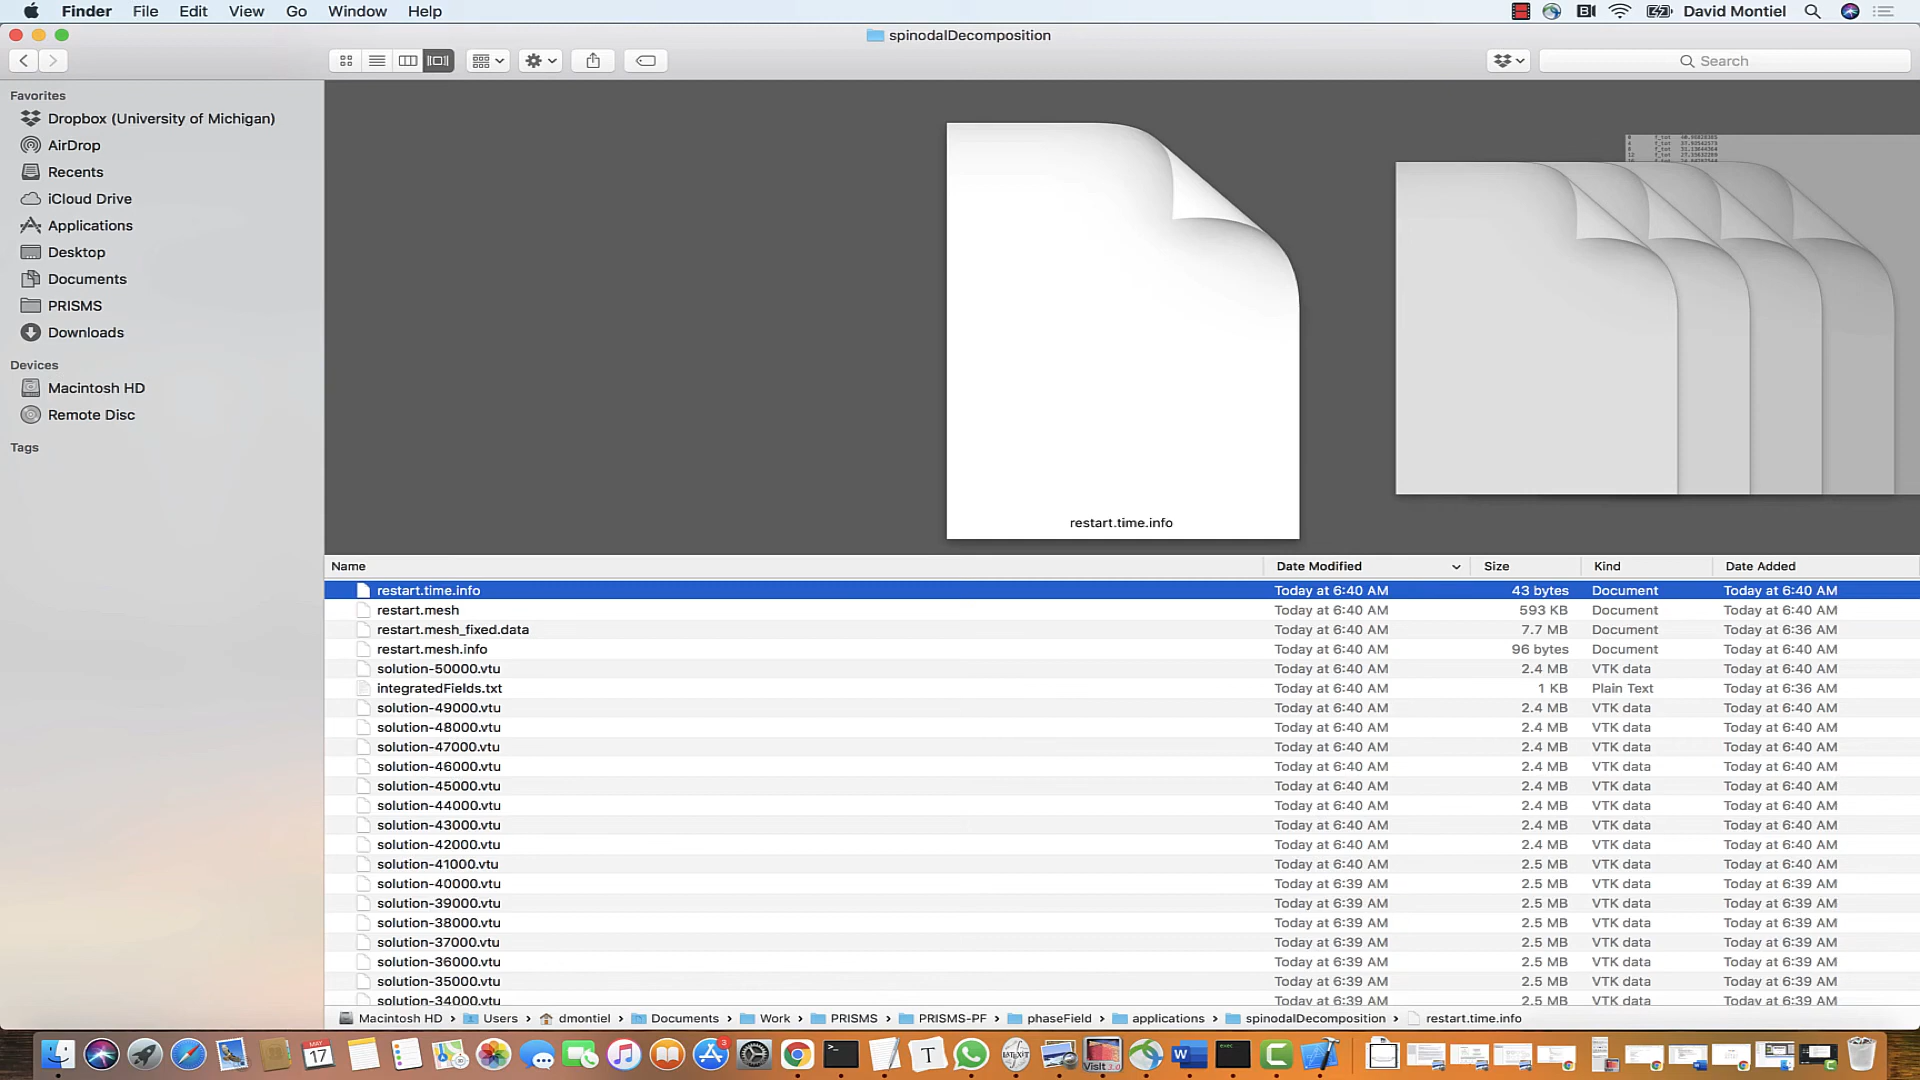 Finder File Edit View Go Window Help David Montiel
spinodalDecomposition
Search
Favorites
Dropbox (University of Michigan)
AirDrop
Recents
iCloud Drive
Applications
Desktop
Documents
PRISMS
Downloads
Devices
Macintosh HD
Remote Disc
Tags
restart.time.info
Name Date Modified Size Kind Date Added
restart.time.info Today at 6:40 AM 43 bytes Document Today at 6:40 AM
restart.mesh Today at 6:40 AM 593 KB Document Today at 6:40 AM
restart.mesh_fixed.data Today at 6:40 AM 7.7 MB Document Today at 6:36 AM
restart.mesh.info Today at 6:40 AM 96 bytes Document Today at 6:40 AM
solution-50000.vtu Today at 6:40 AM 2.4 MB VTK data Today at 6:40 AM
integratedFields.txt Today at 6:40 AM 1 KB Plain Text Today at 6:36 AM
solution-49000.vtu Today at 6:40 AM 2.4 MB VTK data Today at 6:40 AM
solution-48000.vtu Today at 6:40 AM 2.4 MB VTK data Today at 6:40 AM
solution-47000.vtu Today at 6:40 AM 2.4 MB VTK data Today at 6:40 AM
solution-46000.vtu Today at 6:40 AM 2.4 MB VTK data Today at 6:40 AM
solution-45000.vtu Today at 6:40 AM 2.4 MB VTK data Today at 6:40 AM
solution-44000.vtu Today at 6:40 AM 2.4 MB VTK data Today at 6:40 AM
solution-43000.vtu Today at 6:40 AM 2.4 MB VTK data Today at 6:40 AM
solution-42000.vtu Today at 6:40 AM 2.4 MB VTK data Today at 6:40 AM
solution-41000.vtu Today at 6:40 AM 2.5 MB VTK data Today at 6:40 AM
solution-40000.vtu Today at 6:39 AM 2.5 MB VTK data Today at 6:39 AM
solution-39000.vtu Today at 6:39 AM 2.5 MB VTK data Today at 6:39 AM
solution-38000.vtu Today at 6:39 AM 2.5 MB VTK data Today at 6:39 AM
solution-37000.vtu Today at 6:39 AM 2.5 MB VTK data Today at 6:39 AM
solution-36000.vtu Today at 6:39 AM 2.5 MB VTK data Today at 6:39 AM
solution-35000.vtu Today at 6:39 AM 2.5 MB VTK data Today at 6:39 AM
solution-34000.vtu Today at 6:39 AM 2.5 MB VTK data Today at 6:39 AM
Macintosh HD Users dmontiel Documents Work PRISMS PRISMS-PF phaseField applications spinodalDecomposition restart.time.info
MAY
17
3
T
VisIt 3.0
W